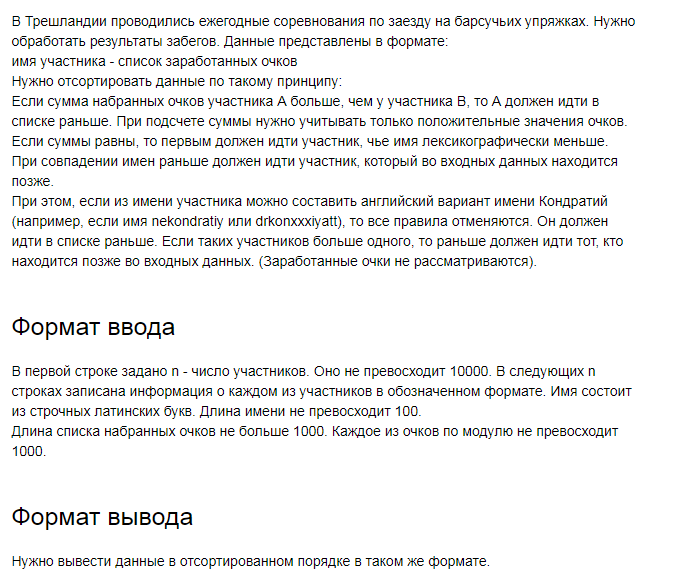 В Трешландии проводились ежегодные соревнования по заезду на барсучьих упряжках. Нужно
обработать результаты забегов. Данные представлены в формате:
имя участника - список заработанных очков
Нужно отсортировать данные по такому принципу:
Если сумма набранных очков участника A больше, чем у участника B, то A должен идти в
списке раньше. При подсчете суммы нужно учитывать только положительные значения очков.
Если суммы равны, то первым должен идти участник, чье имя лексикографически меньше.
При совпадении имен раньше должен идти участник, который во входных данных находится
позже.
При этом, если из имени участника можно составить английский вариант имени Кондратий
(например, если имя nekondratiy или drkonxxxiyatt), то все правила отменяются. Он должен
идти в списке раньше. Если таких участников больше одного, то раньше должен идти тот, кто
находится позже во входных данных. (Заработанные очки не рассматриваются).
Формат ввода
В первой строке задано n - число участников. Оно не превосходит 10000. В следующих n
строках записана информация о каждом из участников в обозначенном формате. Имя состоит
из строчных латинских букв. Длина имени не превосходит 100.
Длина списка набранных очков не больше 1000. Каждое из очков по модулю не превосходит
1000.
Формат вывода
Нужно вывести данные в отсортированном порядке в таком же формате.